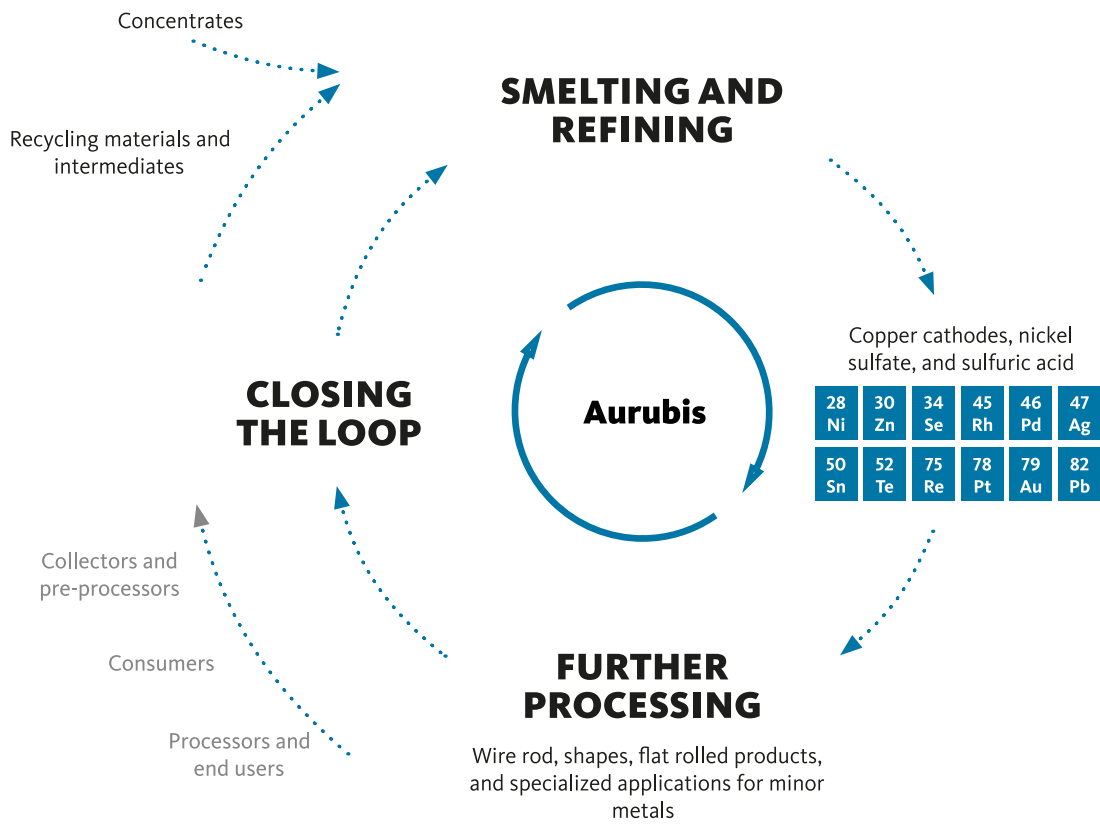 Concentrates
SMELTING AND
REFINING
Recycling materials and
intermediates
Copper cathodes, nickel
sulfate, and sulfuric acid
28 30 34 45 46 47
Ni Zn Se Rh Pd Ag
50 52 75 78 79 82
Sn Te Re Pt Au Pb
CLOSING
THE LOOP
Aurubis
Collectors and
pre-processors
Consumers
Processors and
end users
FURTHER
PROCESSING
Wire rod, shapes, flat rolled products,
and specialized applications for minor
metals